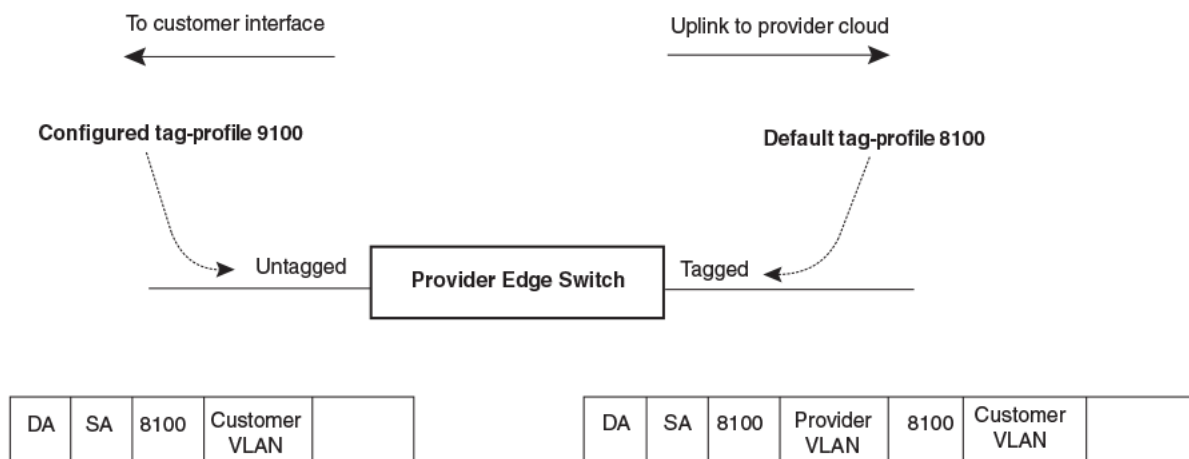 To customer interface
Uplink to provider cloud
Configured tag-profile 9100
Default tag-profile 8100
Untagged
Provider Edge Switch
Tagged
DA SA 8100 Customer VLAN
DA SA 8100 Provider VLAN 8100 Customer VLAN